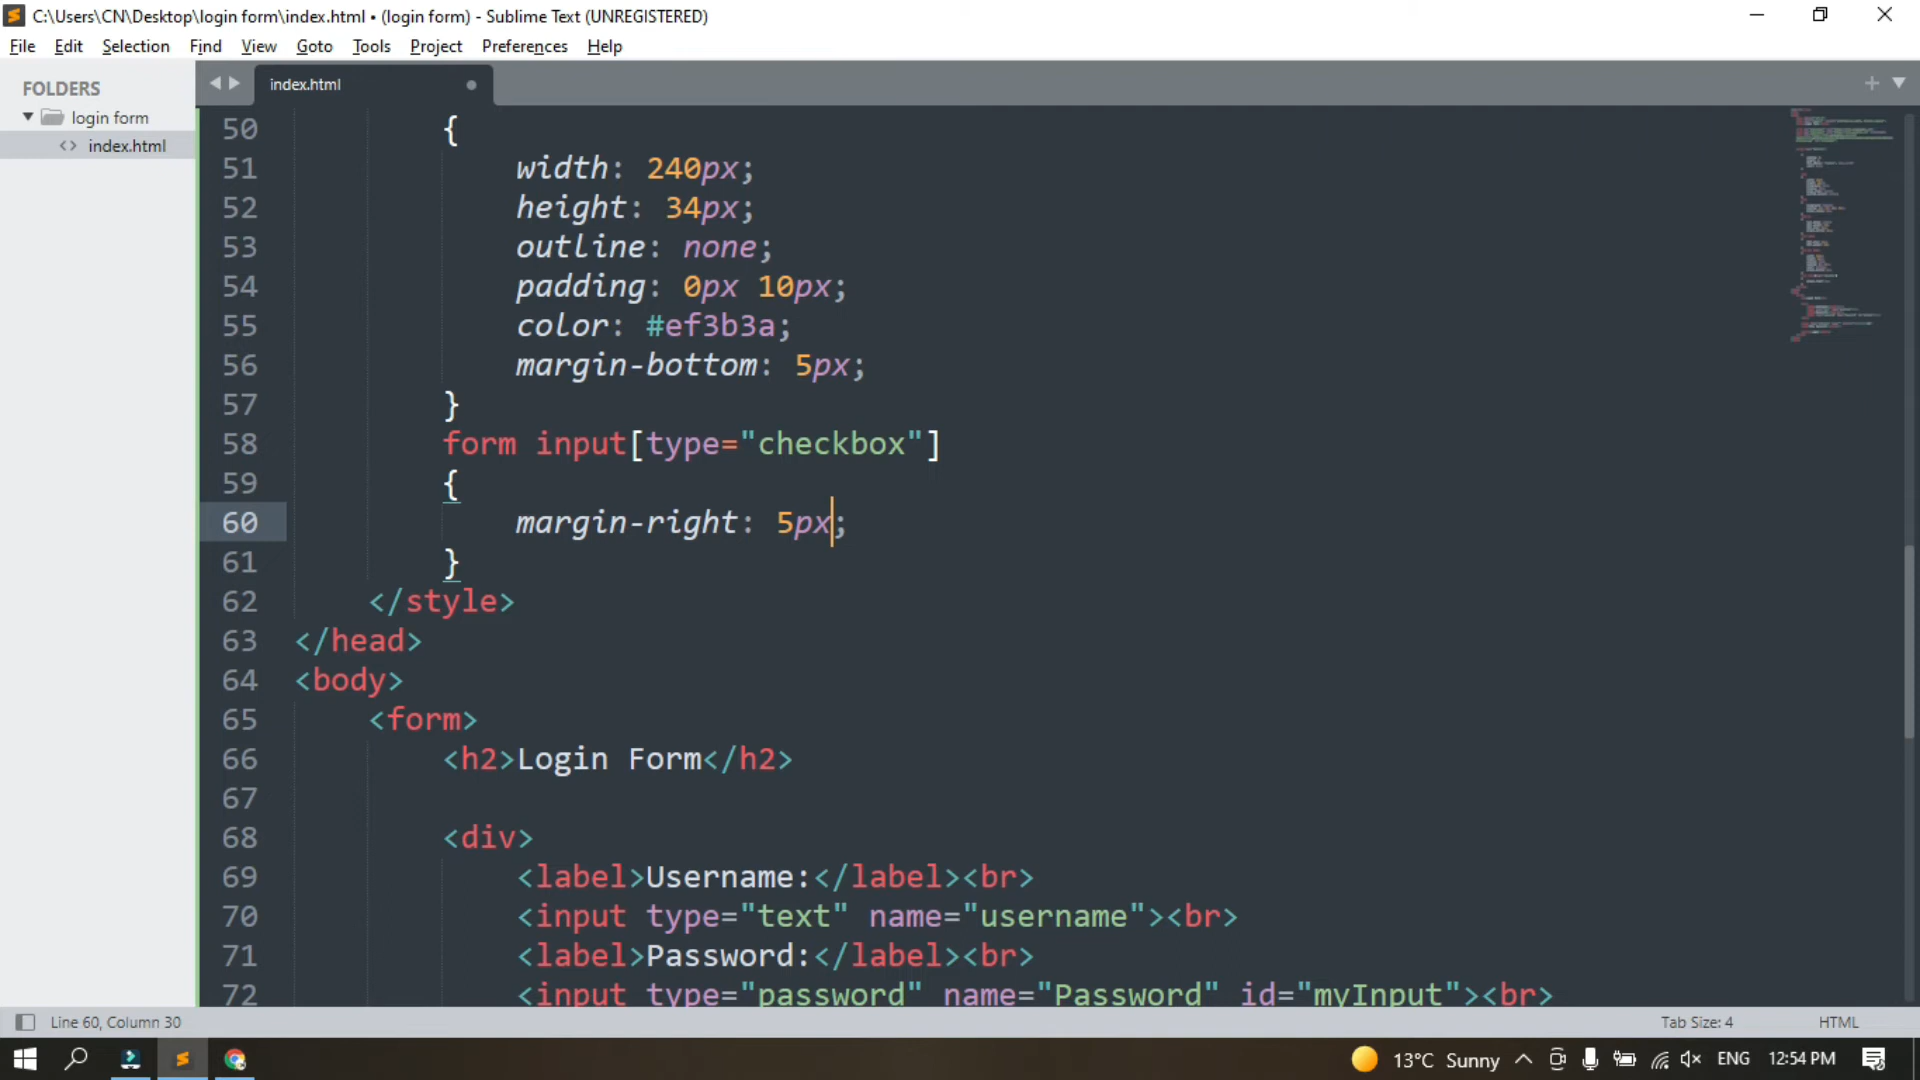 C:\Users\CN\Desktop\login form\index.html • (login form) - Sublime Text (UNREGISTERED)
File Edit Selection Find View Goto Tools Project Preferences Help
FOLDERS
login form
<> index.html
index.html
50 {
51 width: 240px;
52 height: 34px;
53 outline: none;
54 padding: 0px 10px;
55 color: #ef3b3a;
56 margin-bottom: 5px;
57 }
58 form input[type="checkbox"]
59 {
60 margin-right: 5px;
61 }
62 </style>
63 </head>
64 <body>
65 <form>
66 <h2>Login Form</h2>
67
68 <div>
69 <label>Username:</label><br>
70 <input type="text" name="username"><br>
71 <label>Password:</label><br>
72 <input type="password" name="Password" id="myInput"><br>
Line 60, Column 30
Tab Size: 4
HTML
13°C Sunny
ENG
12:54 PM